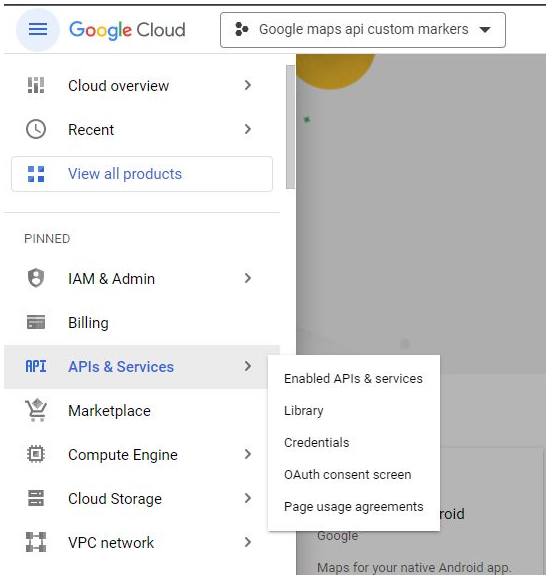 Google Cloud
Google maps api custom markers
Cloud overview
Recent
View all products
PINNED
IAM & Admin
Billing
API APIs & Services
Marketplace
Compute Engine
Cloud Storage
VPC network
Enabled APIs & services
Library
Credentials
OAuth consent screen
Page usage agreements
roid
Google
Maps for your native Android app.